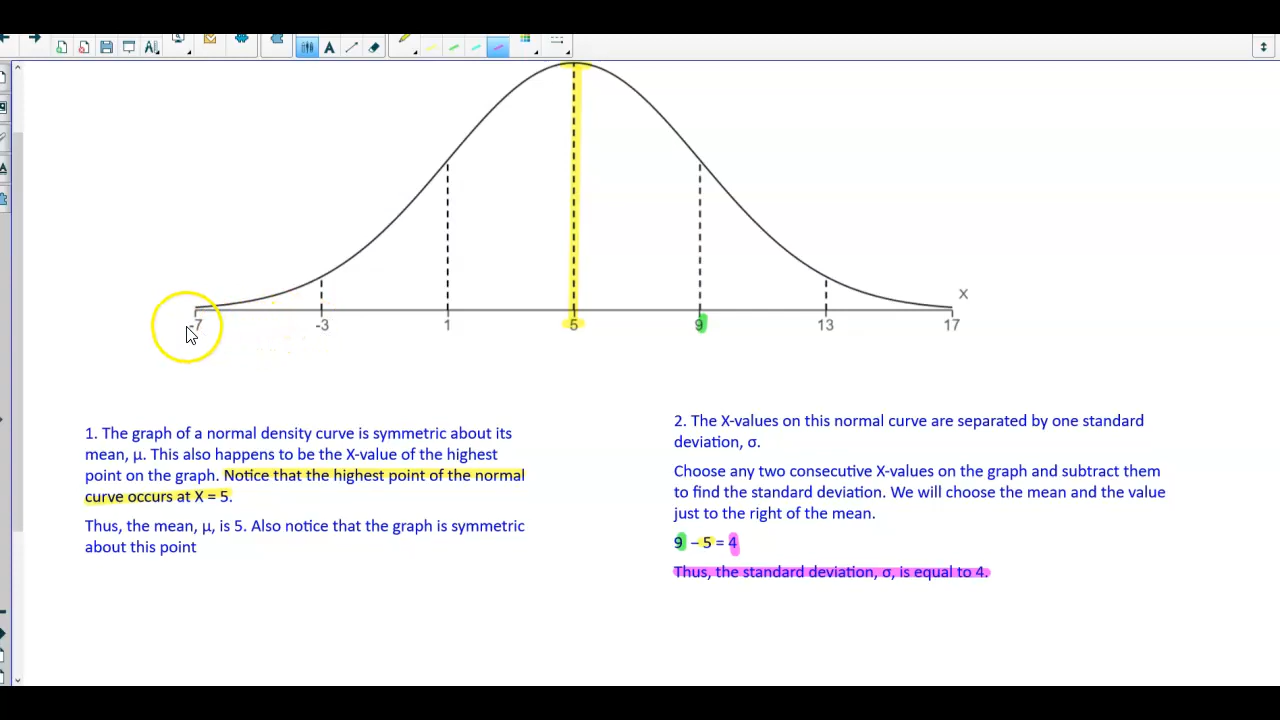 X
-7 -3 1 5 9 13 17
1. The graph of a normal density curve is symmetric about its
mean, μ. This also happens to be the X-value of the highest
point on the graph. Notice that the highest point of the normal
curve occurs at X = 5.
Thus, the mean, μ, is 5. Also notice that the graph is symmetric
about this point
2. The X-values on this normal curve are separated by one standard
deviation, σ.
Choose any two consecutive X-values on the graph and subtract them
to find the standard deviation. We will choose the mean and the value
just to the right of the mean.
9 – 5 = 4
Thus, the standard deviation, σ, is equal to 4.